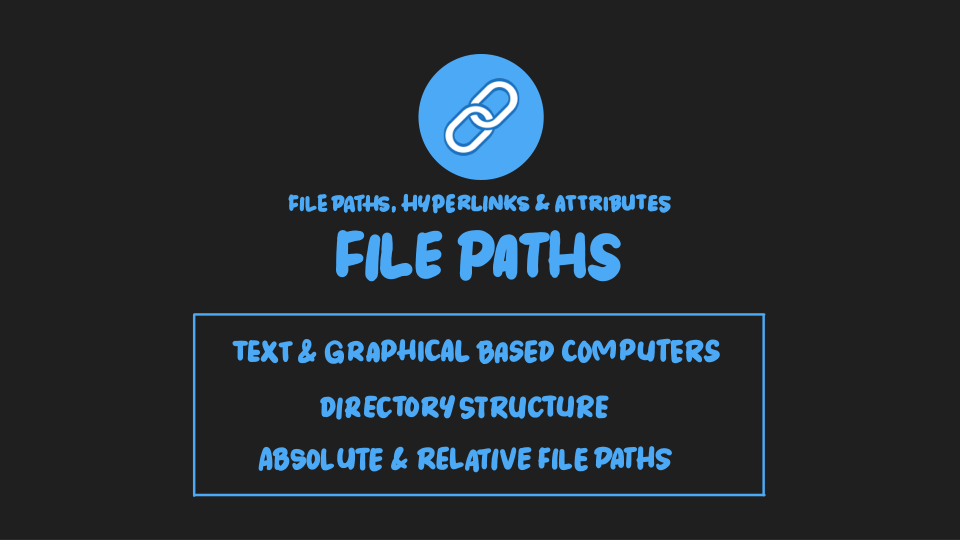 FILE PATHS, HYPERLINKS & ATTRIBUTES
FILE PATHS
TEXT & GRAPHICAL BASED COMPUTERS
DIRECTORY STRUCTURE
ABSOLUTE & RELATIVE FILE PATHS